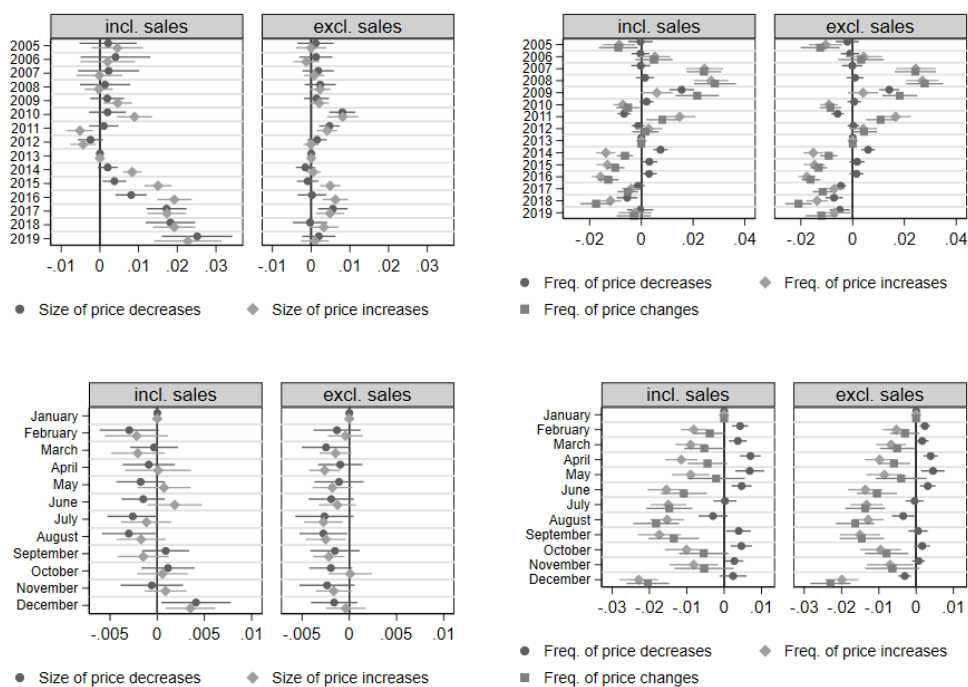 incl. sales excl. sales
2005
2006
2007
2008
2009
2010
2011
2012
2013
2014
2015
2016
2017
2018
2019
-.01 0 .01 .02 .03 -.01 0 .01 .02 .03
Size of price decreases Size of price increases
incl. sales excl. sales
2005
2006
2007
2008
2009
2010
2011
2012
2013
2014
2015
2016
2017
2018
2019
-.02 0 .02 .04 -.02 0 .02 .04
Freq. of price decreases Freq. of price increases
Freq. of price changes
incl. sales excl. sales
January
February
March
April
May
June
July
August
September
October
November
December
-.005 0 .005 .01 -.005 0 .005 .01
Size of price decreases Size of price increases
incl. sales excl. sales
January
February
March
April
May
June
July
August
September
October
November
December
-.03 -.02 -.01 0 .01 -.03 -.02 -.01 0 .01
Freq. of price decreases Freq. of price increases
Freq. of price changes